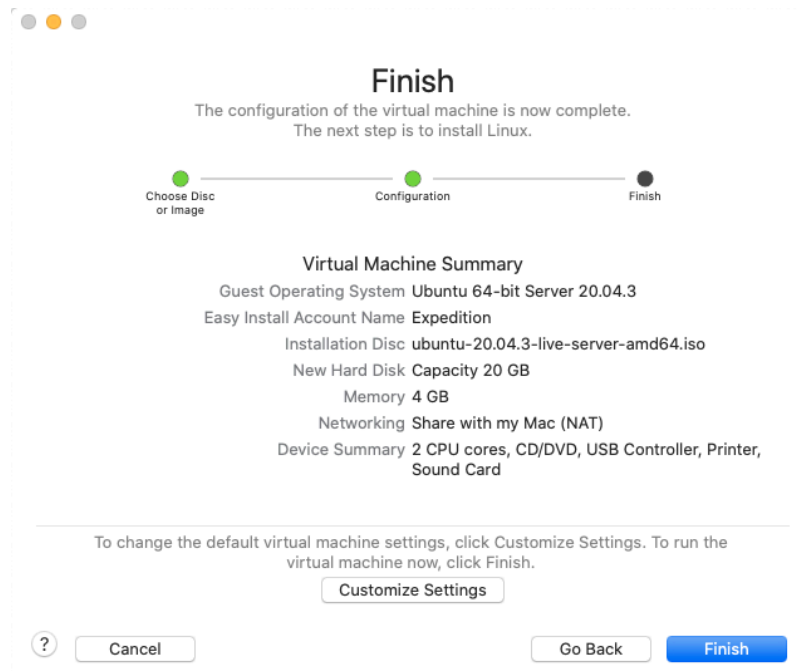 Finish
The configuration of the virtual machine is now complete.
The next step is to install Linux.
Choose Disc
or Image
Configuration
Finish
Virtual Machine Summary
Guest Operating System Ubuntu 64-bit Server 20.04.3
Easy Install Account Name Expedition
Installation Disc ubuntu-20.04.3-live-server-amd64.iso
New Hard Disk Capacity 20 GB
Memory 4 GB
Networking Share with my Mac (NAT)
Device Summary 2 CPU cores, CD/DVD, USB Controller, Printer,
Sound Card
To change the default virtual machine settings, click Customize Settings. To run the
virtual machine now, click Finish.
Customize Settings
? Cancel Go Back Finish